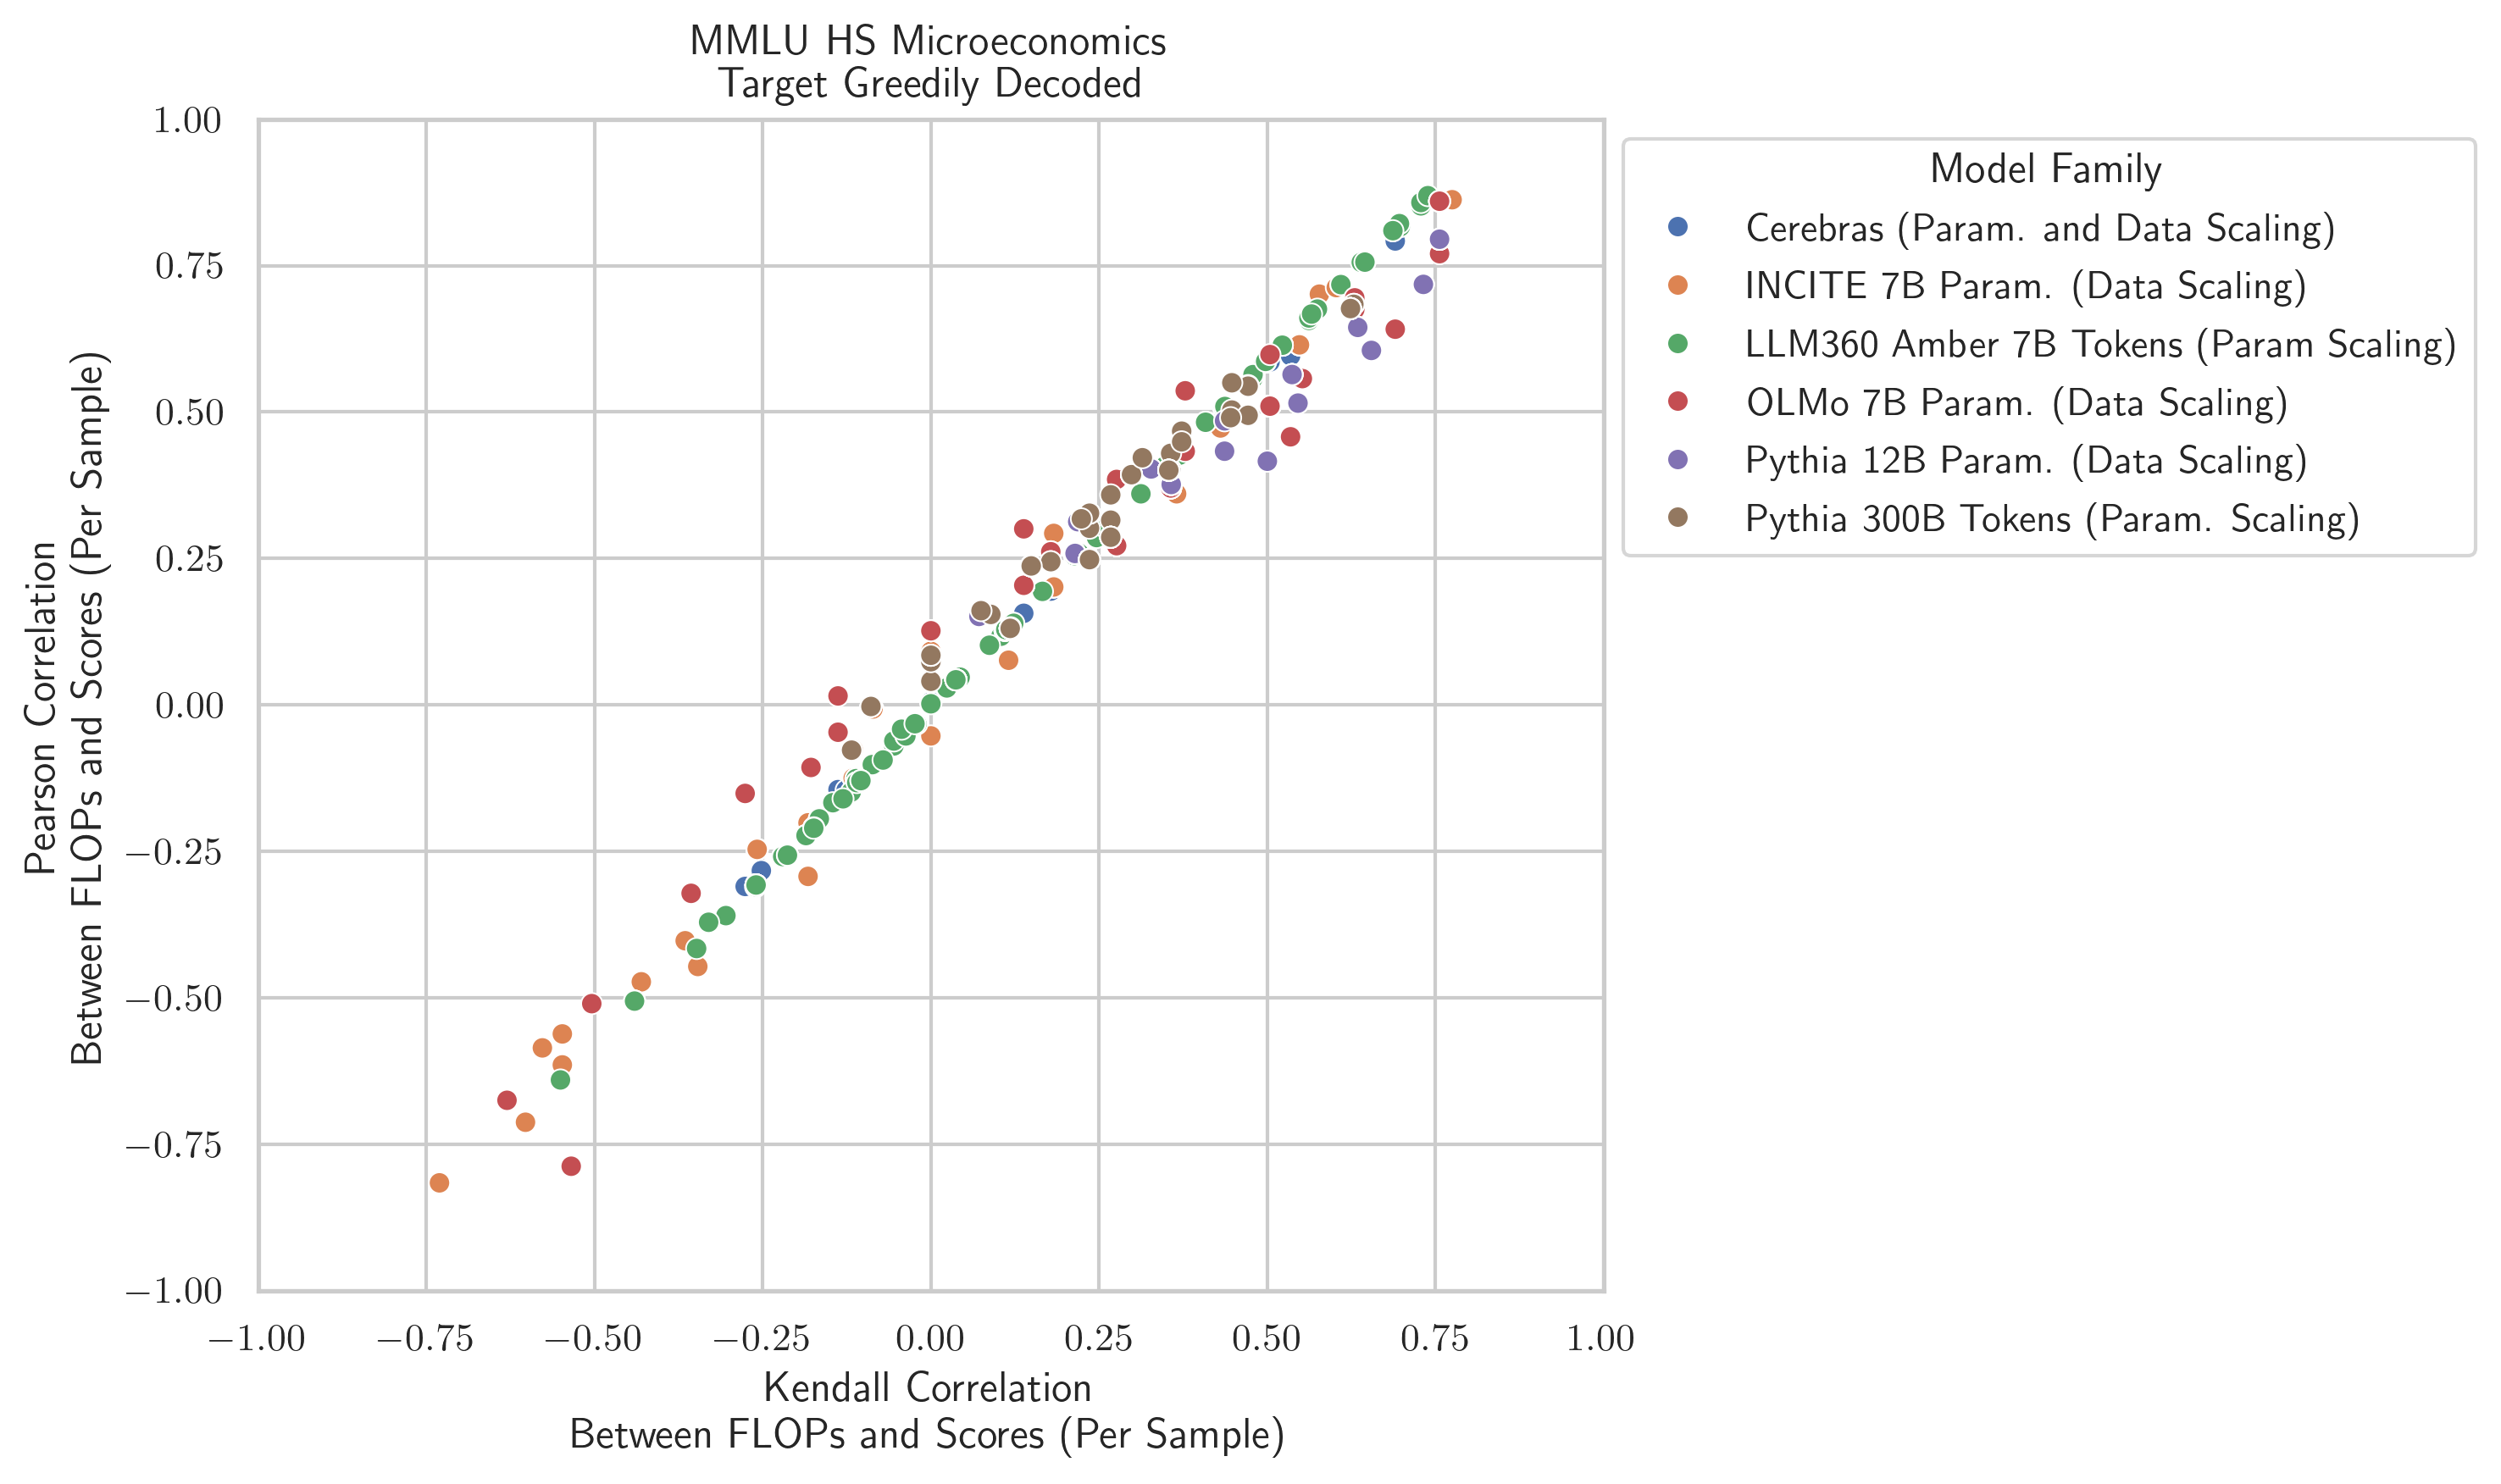 MMLU HS Microeconomics
Target Greedily Decoded
Pearson Correlation
Between FLOPs and Scores (Per Sample)
1.00
0.75
0.50
0.25
0.00
−0.25
−0.50
−0.75
−1.00
−1.00 −0.75 −0.50 −0.25 0.00 0.25 0.50 0.75 1.00
Kendall Correlation
Between FLOPs and Scores (Per Sample)
Model Family
Cerebras (Param. and Data Scaling)
INCITE 7B Param. (Data Scaling)
LLM360 Amber 7B Tokens (Param Scaling)
OLMo 7B Param. (Data Scaling)
Pythia 12B Param. (Data Scaling)
Pythia 300B Tokens (Param. Scaling)